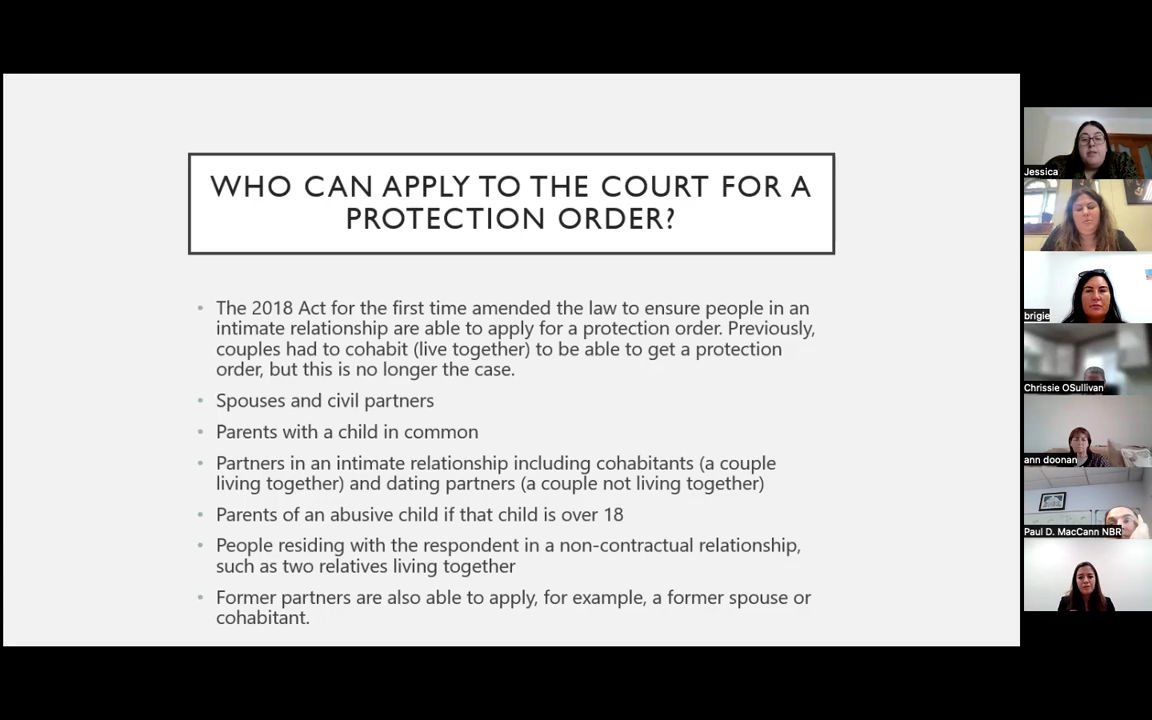 WHO CAN APPLY TO THE COURT FOR A
PROTECTION ORDER?
• The 2018 Act for the first time amended the law to ensure people in an
intimate relationship are able to apply for a protection order. Previously,
couples had to cohabit (live together) to be able to get a protection
order, but this is no longer the case.
• Spouses and civil partners
• Parents with a child in common
• Partners in an intimate relationship including cohabitants (a couple
living together) and dating partners (a couple not living together)
• Parents of an abusive child if that child is over 18
• People residing with the respondent in a non-contractual relationship,
such as two relatives living together
• Former partners are also able to apply, for example, a former spouse or
cohabitant.
Jessica
brigie
Chrissie OSullivan
ann doonan
Paul D. MacCann NBR